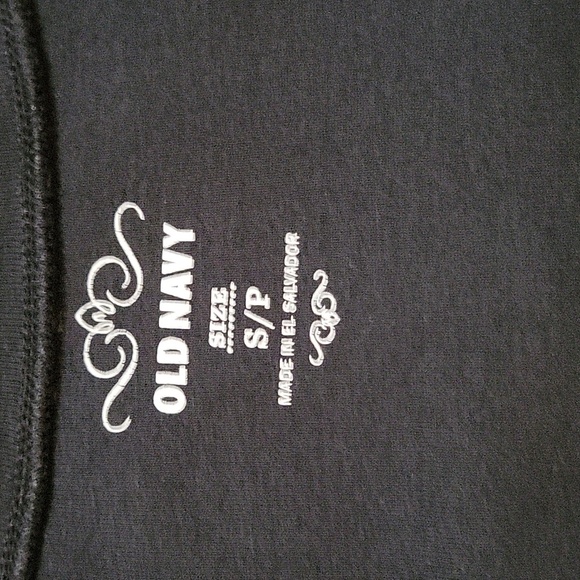 OLD NAVY
SIZE
S/P
MADE IN EL SALVADOR